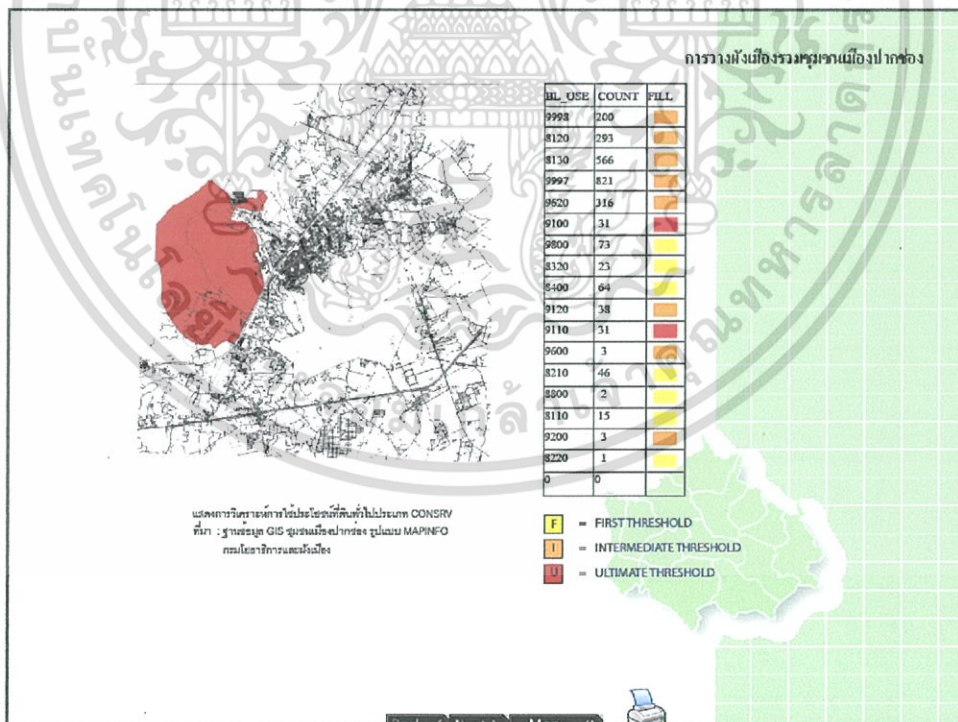 การวางผังเมืองรวมชุมชนเมืองปากช่อง
BL_USE COUNT FILL
9998 200
8120 293
8130 566
9997 821
9620 316
9100 31
9800 73
8320 23
8400 64
9120 38
9110 31
9600 3
8210 46
8800 2
8110 15
9200 3
8220 1
0 0
แสดงการวิเคราะห์การใช้ประโยชน์ที่ดินทั่วไปประเภท CONSRV
ที่มา : ฐานข้อมูล GIS ชุมชนเมืองปากช่อง รูปแบบ MAPINFO
กรมโยธาธิการและผังเมือง
F = FIRST THRESHOLD
I = INTERMEDIATE THRESHOLD
U = ULTIMATE THRESHOLD